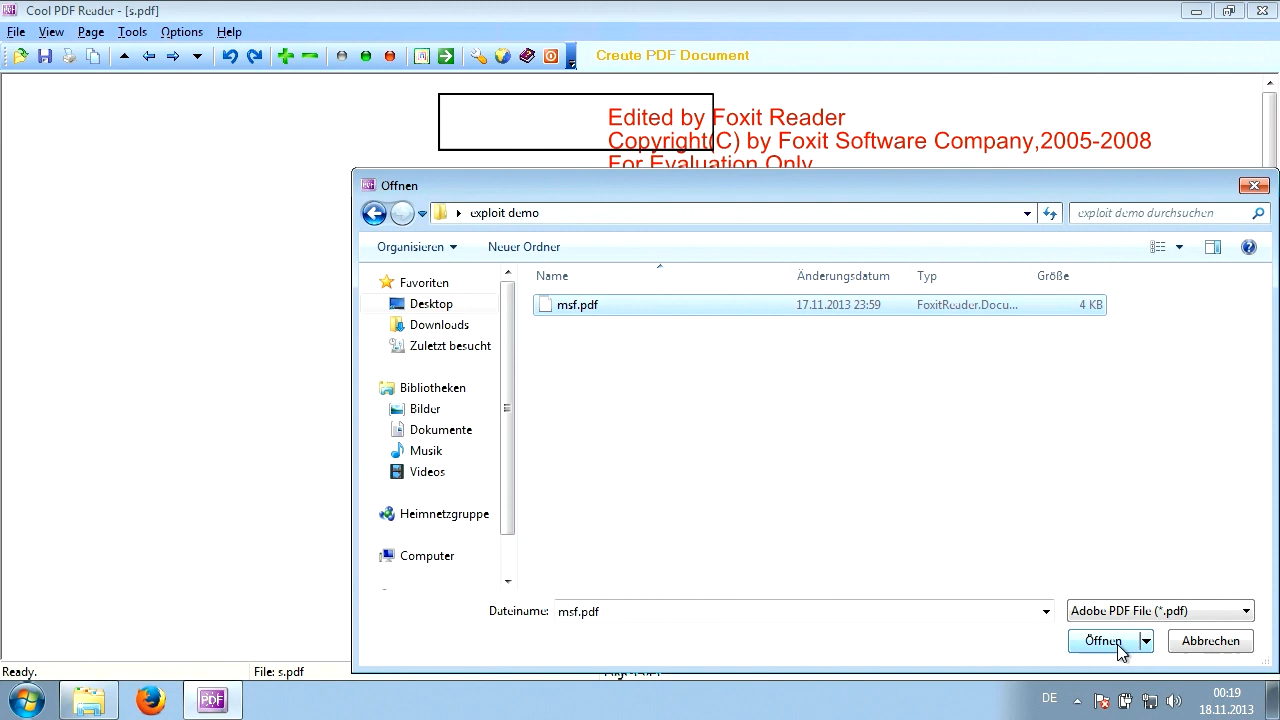 Cool PDF Reader - [s.pdf]
File View Page Tools Options Help
Create PDF Document
Edited by Foxit Reader
Copyright(C) by Foxit Software Company,2005-2008
For Evaluation Only
Öffnen
exploit demo
exploit demo durchsuchen
Organisieren Neuer Ordner
Name Änderungsdatum Typ Größe
msf.pdf 17.11.2013 23:59 FoxitReader.Docu... 4 KB
Favoriten
Desktop
Downloads
Zuletzt besucht
Bibliotheken
Bilder
Dokumente
Musik
Videos
Heimnetzgruppe
Computer
Dateiname: msf.pdf Adobe PDF File (*.pdf)
Öffnen Abbrechen
Ready. File: s.pdf
PDF DE 00:19
18.11.2013